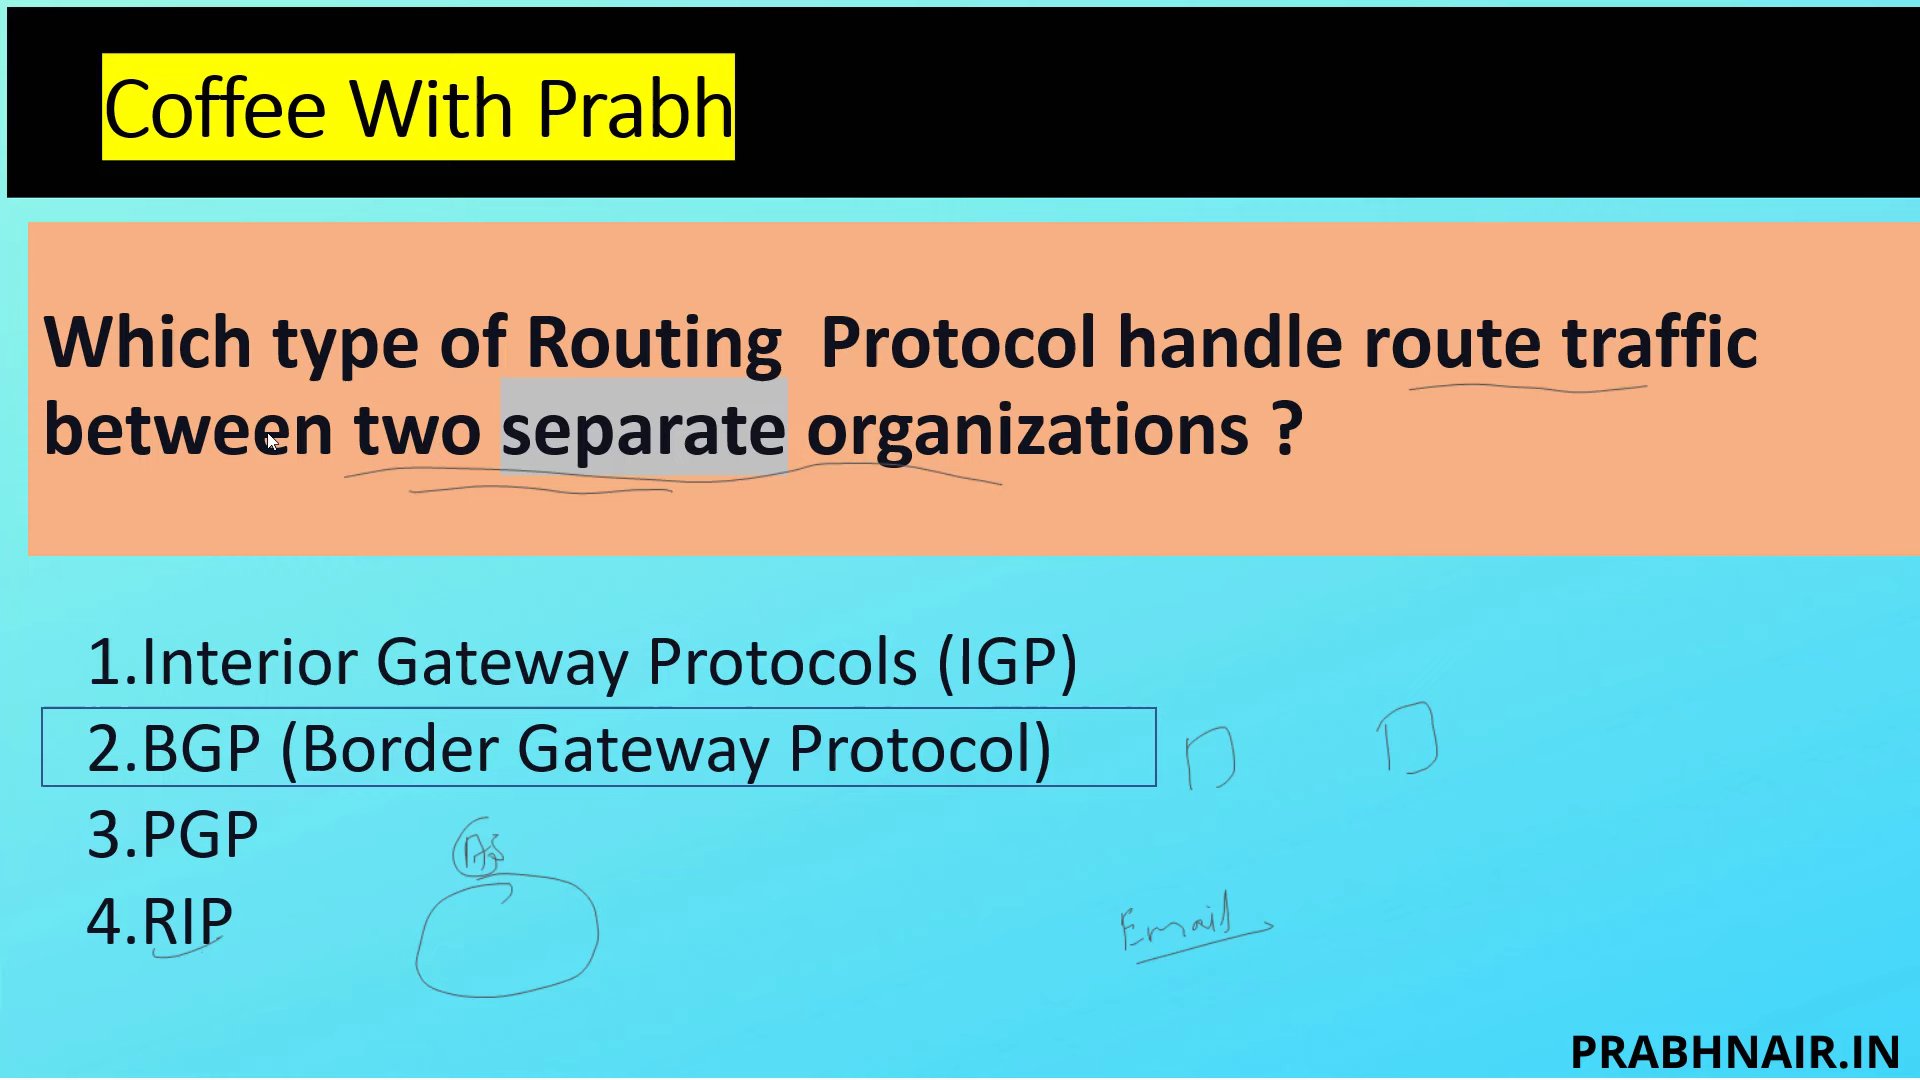 Coffee With Prabh
Which type of Routing Protocol handle route traffic
between two separate organizations ?
1.Interior Gateway Protocols (IGP)
2.BGP (Border Gateway Protocol)
3.PGP
AS
4.RIP
Email
PRABHNAIR.IN